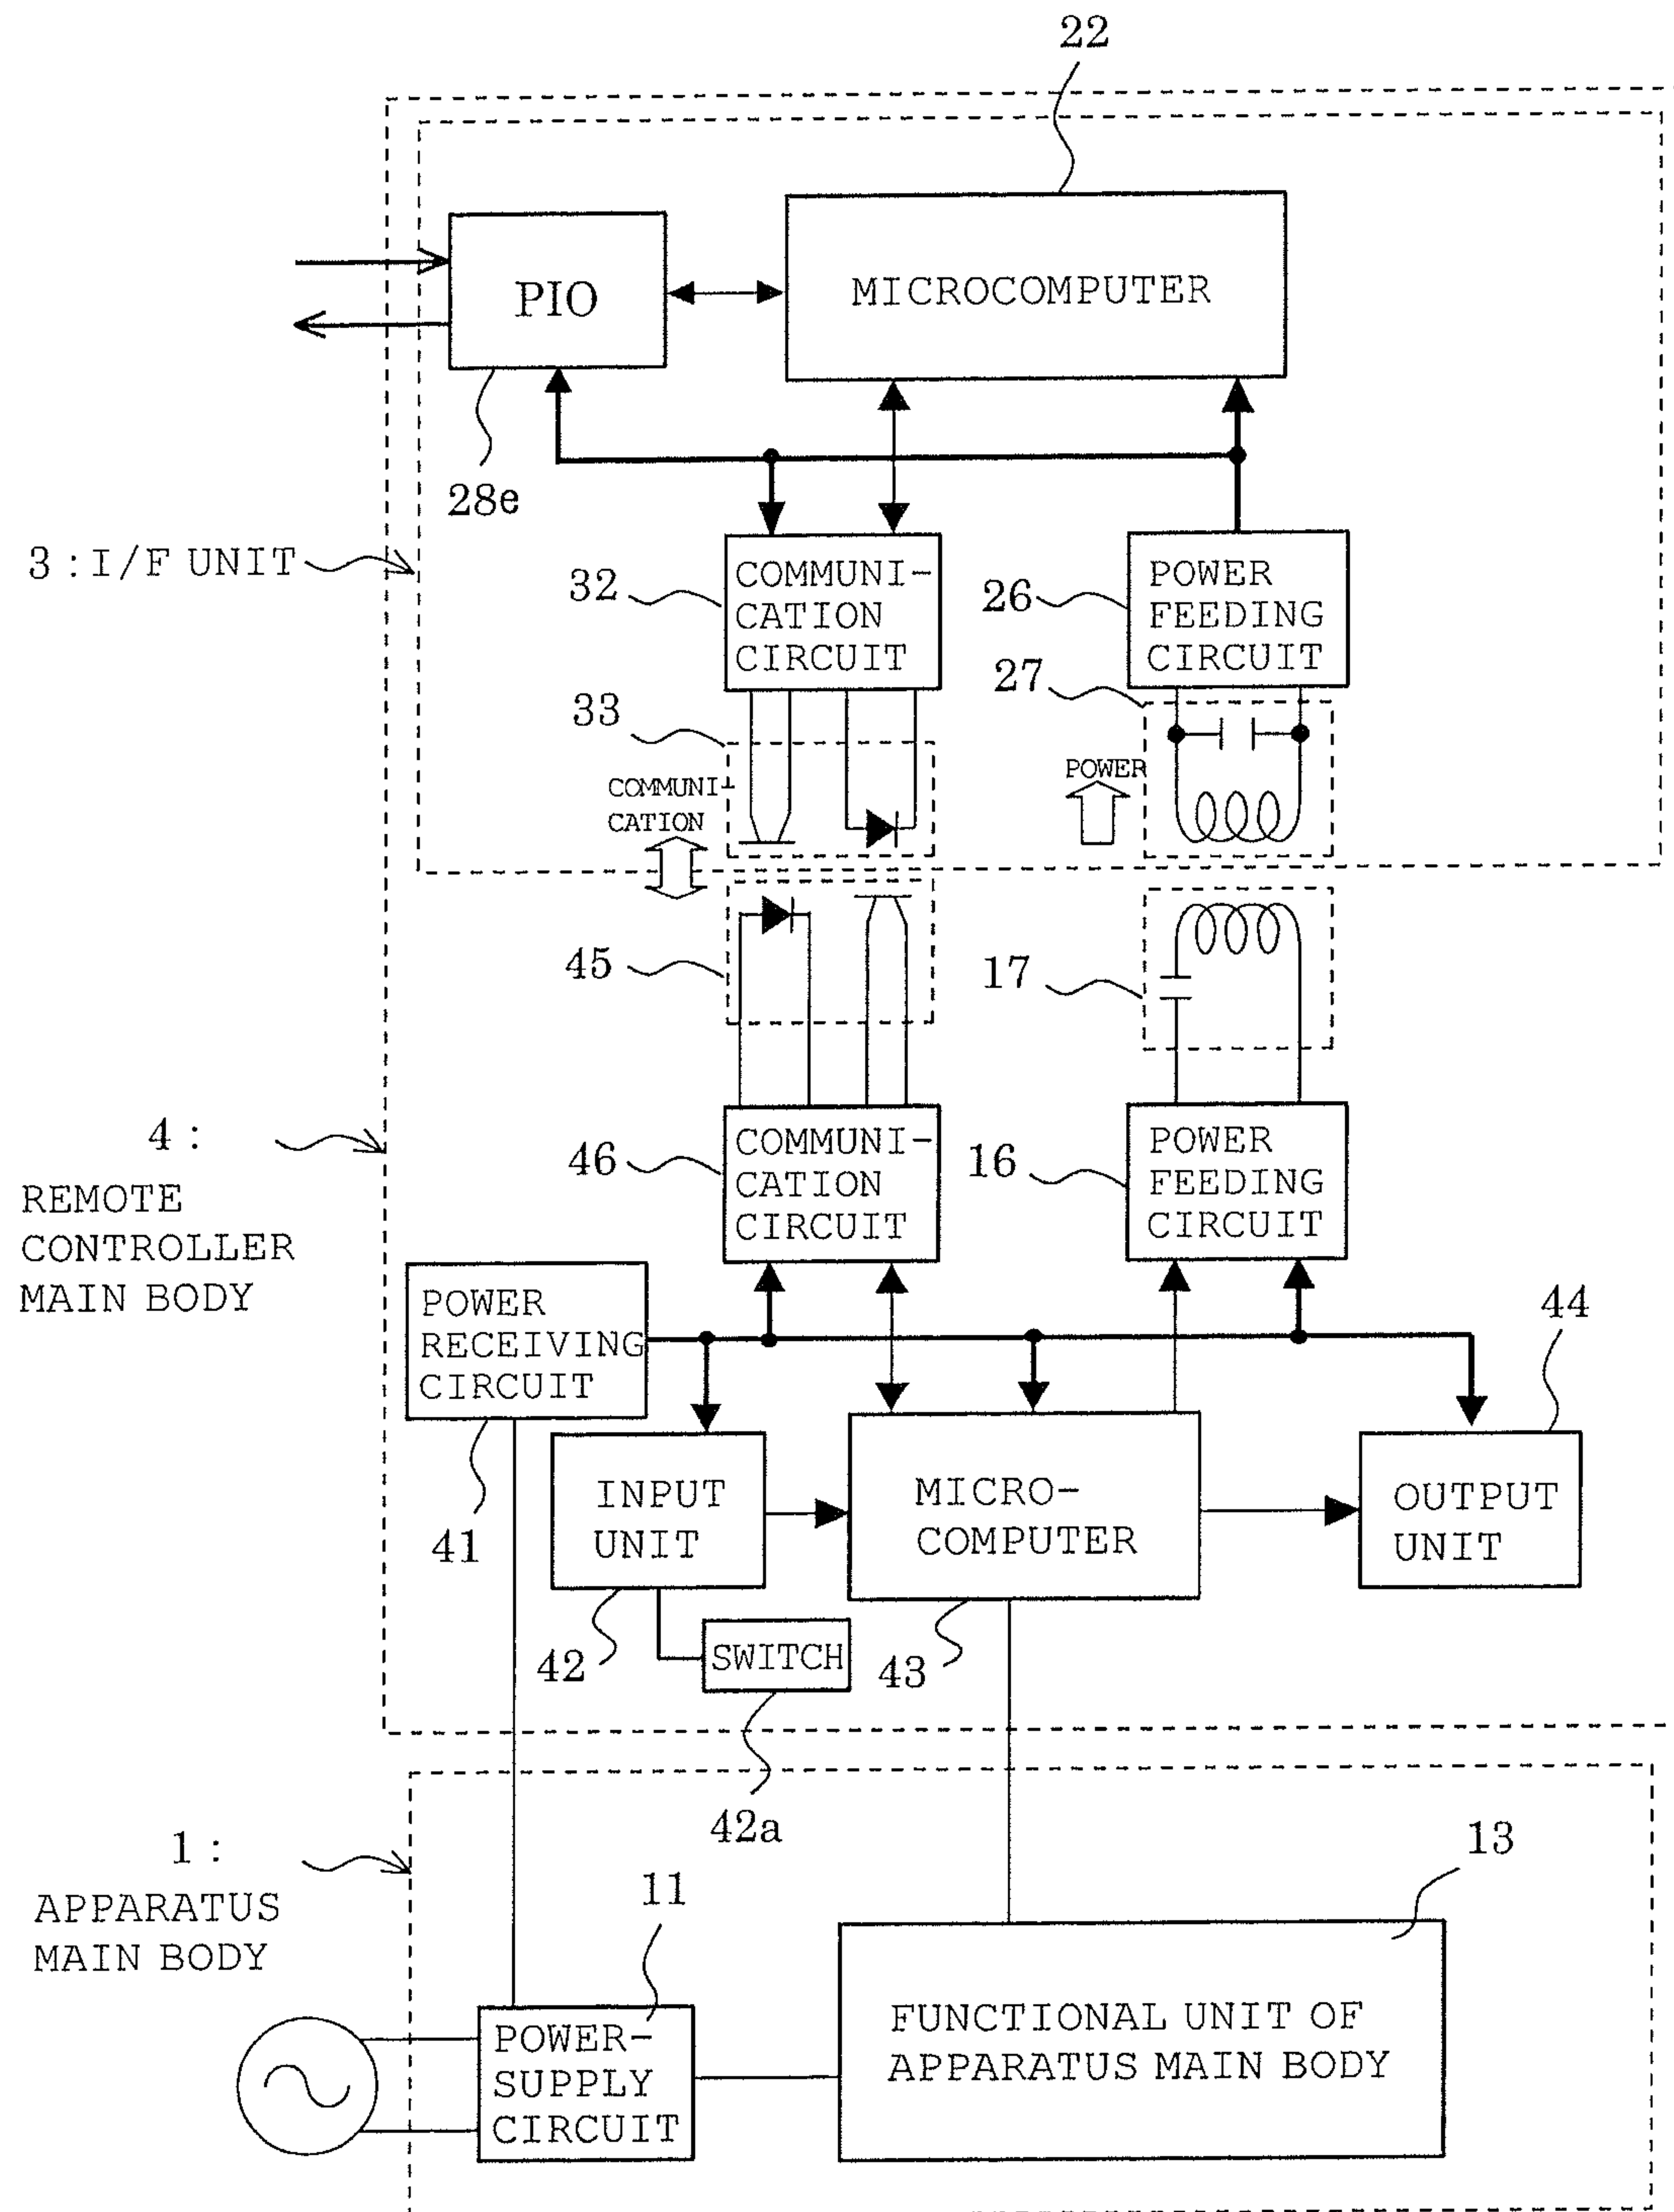 22
PIO
MICROCOMPUTER
28e
3 : I/F UNIT
32
COMMUNI-
CATION
CIRCUIT
26
POWER
FEEDING
CIRCUIT
33
27
COMMUNI-
CATION
POWER
45
17
4 :
REMOTE
CONTROLLER
MAIN BODY
46
COMMUNI-
CATION
CIRCUIT
16
POWER
FEEDING
CIRCUIT
POWER
RECEIVING
CIRCUIT
44
41
INPUT
UNIT
MICRO-
COMPUTER
OUTPUT
UNIT
42
SWITCH
43
42a
1 :
APPARATUS
MAIN BODY
11
13
POWER-
SUPPLY
CIRCUIT
FUNCTIONAL UNIT OF
APPARATUS MAIN BODY